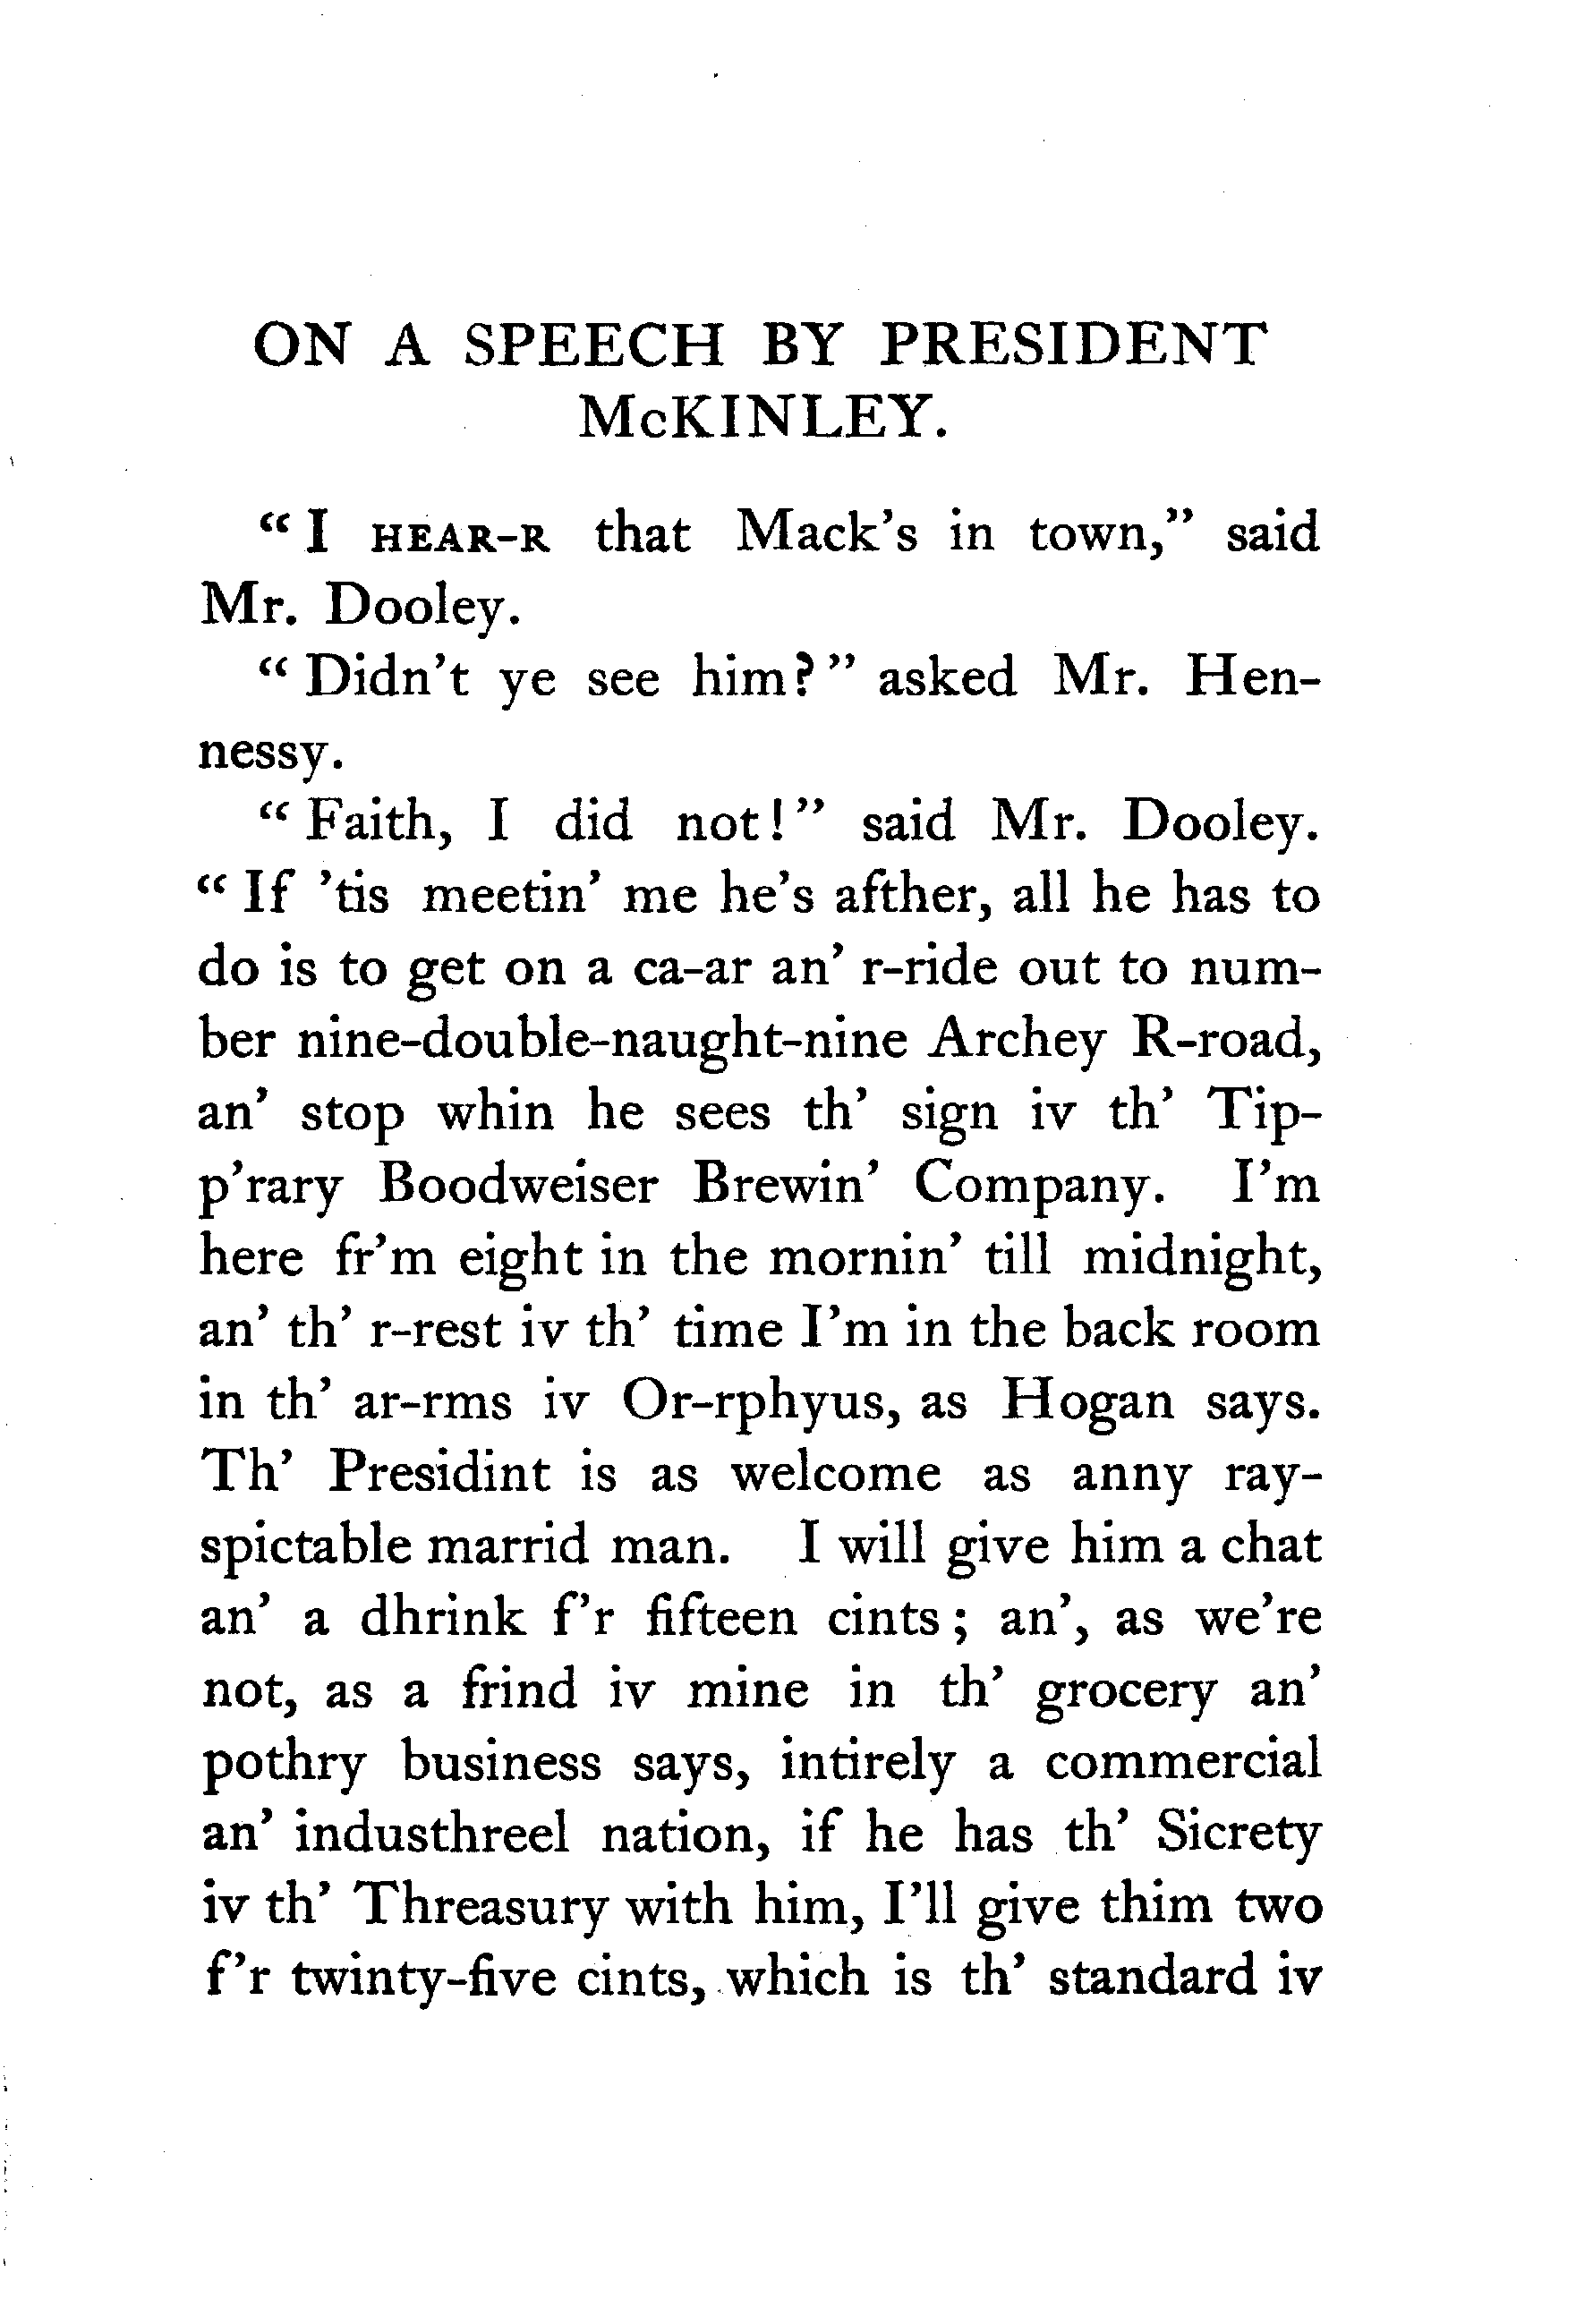 ON A SPEECH BY PRESIDENT
McKINLEY.
“ I HEAR-R that Mack’s in town,” said
Mr. Dooley.
“ Didn’t ye see him? ” asked Mr. Hen-
nessy.
“ Faith, I did not! ” said Mr. Dooley.
“ If ’tis meetin’ me he’s afther, all he has to
do is to get on a ca-ar an’ r-ride out to num-
ber nine-double-naught-nine Archey R-road,
an’ stop whin he sees th’ sign iv th’ Tip-
p’rary Boodweiser Brewin’ Company. I’m
here fr’m eight in the mornin’ till midnight,
an’ th’ r-rest iv th’ time I’m in the back room
in th’ ar-rms iv Or-rphyus, as Hogan says.
Th’ Presidint is as welcome as anny ray-
spictable marrid man. I will give him a chat
an’ a dhrink f’r fifteen cints ; an’, as we’re
not, as a frind iv mine in th’ grocery an’
pothry business says, intirely a commercial
an’ industhreel nation, if he has th’ Sicrety
iv th’ Threasury with him, I’ll give thim two
f’r twinty-five cints, which is th’ standard iv